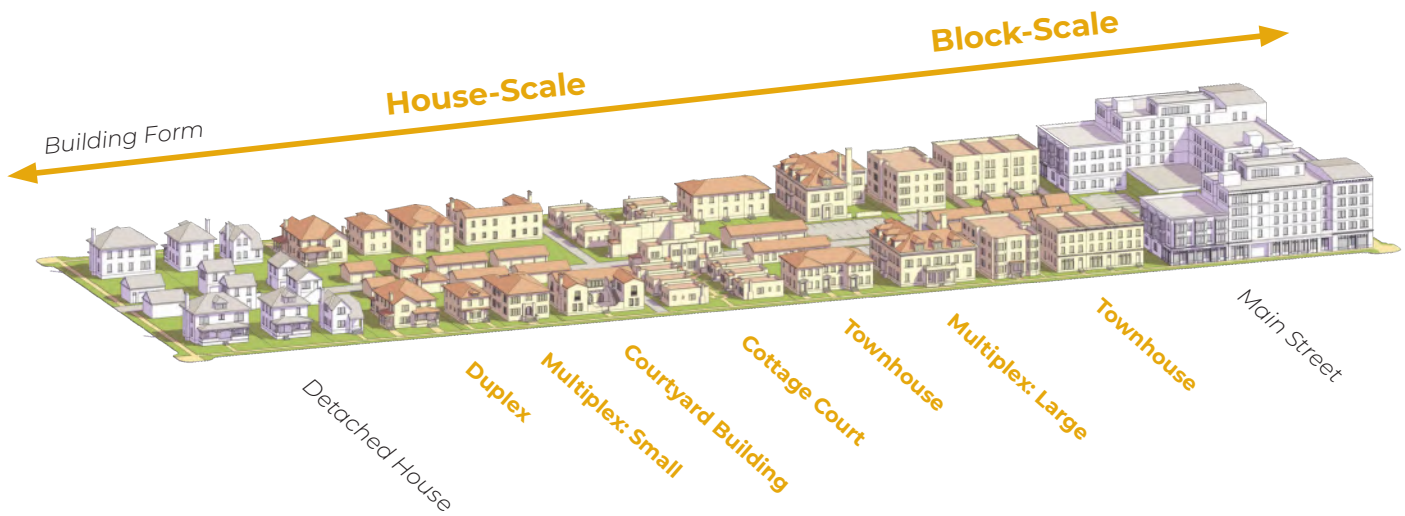 Block-Scale
House-Scale
Building Form
Detached House
Duplex
Multiplex: Small
Courtyard Building
Cottage Court
Townhouse
Multiplex: Large
Townhouse
Main Street